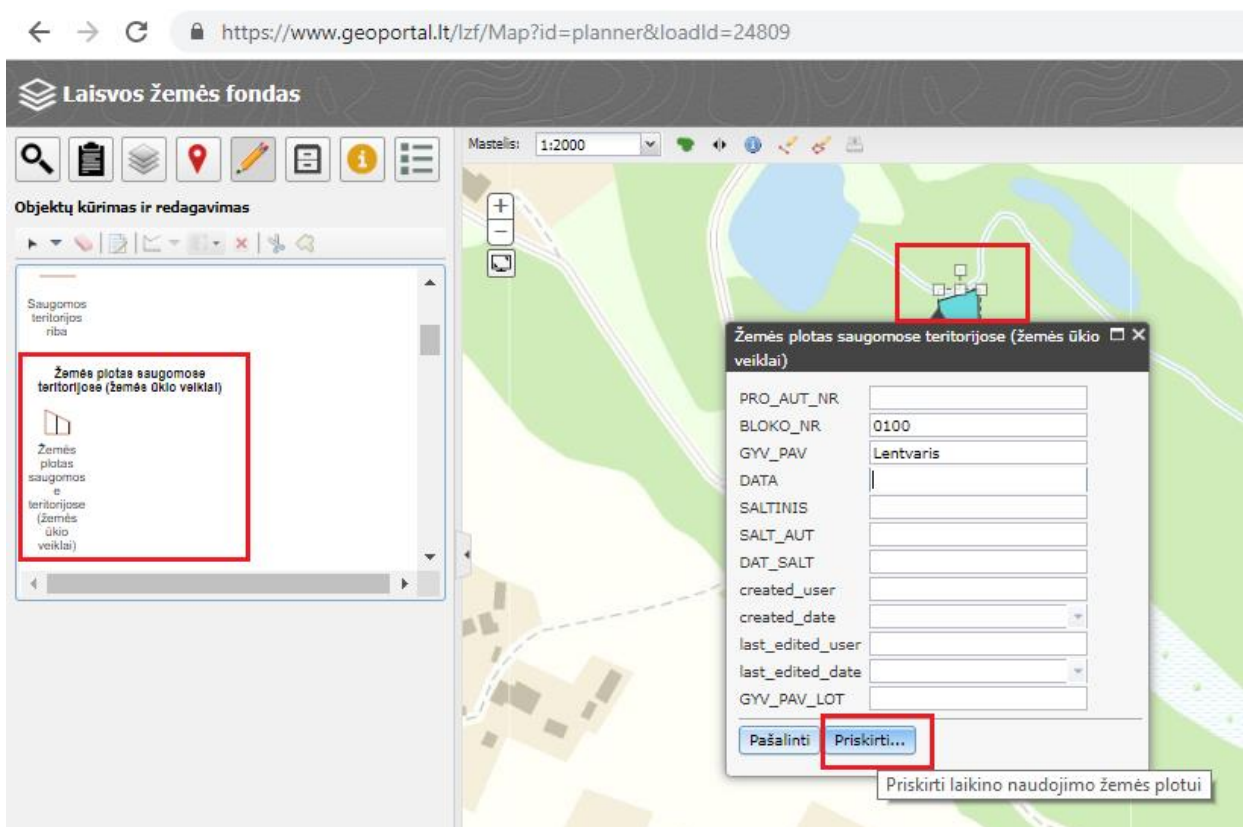 https://www.geoportal.lt/lzf/Map?id=planner&loadId=24809
Laisvos žemės fondas
Mastelis: 1:2000
Objektų kūrimas ir redagavimas
Saugomos
teritorijos
riba
Žemės plotas saugomose
teritorijose (žemės ūkio veiklai)
Žemės
plotas
saugomos
e
teritorijose
(žemės
ūkio
veiklai)
Žemės plotas saugomose teritorijose (žemės ūkio
veiklai)
PRO_AUT_NR
BLOKO_NR 0100
GYV_PAV Lentvaris
DATA
SALTINIS
SALT_AUT
DAT_SALT
created_user
created_date
last_edited_user
last_edited_date
GYV_PAV_LOT
Pašalinti Priskirti...
Priskirti laikino naudojimo žemės plotui